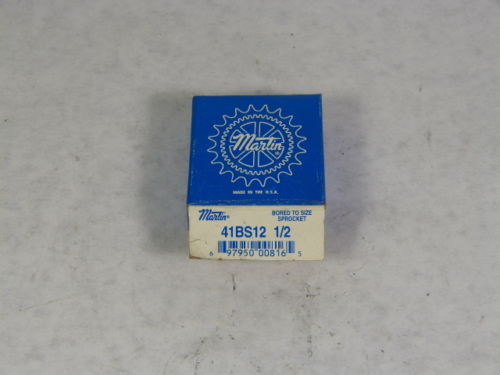 Martin
MADE IN THE U.S.A.
Martin
BORED TO SIZE
SPROCKET
41BS12 1/2
6 97950 00816 5